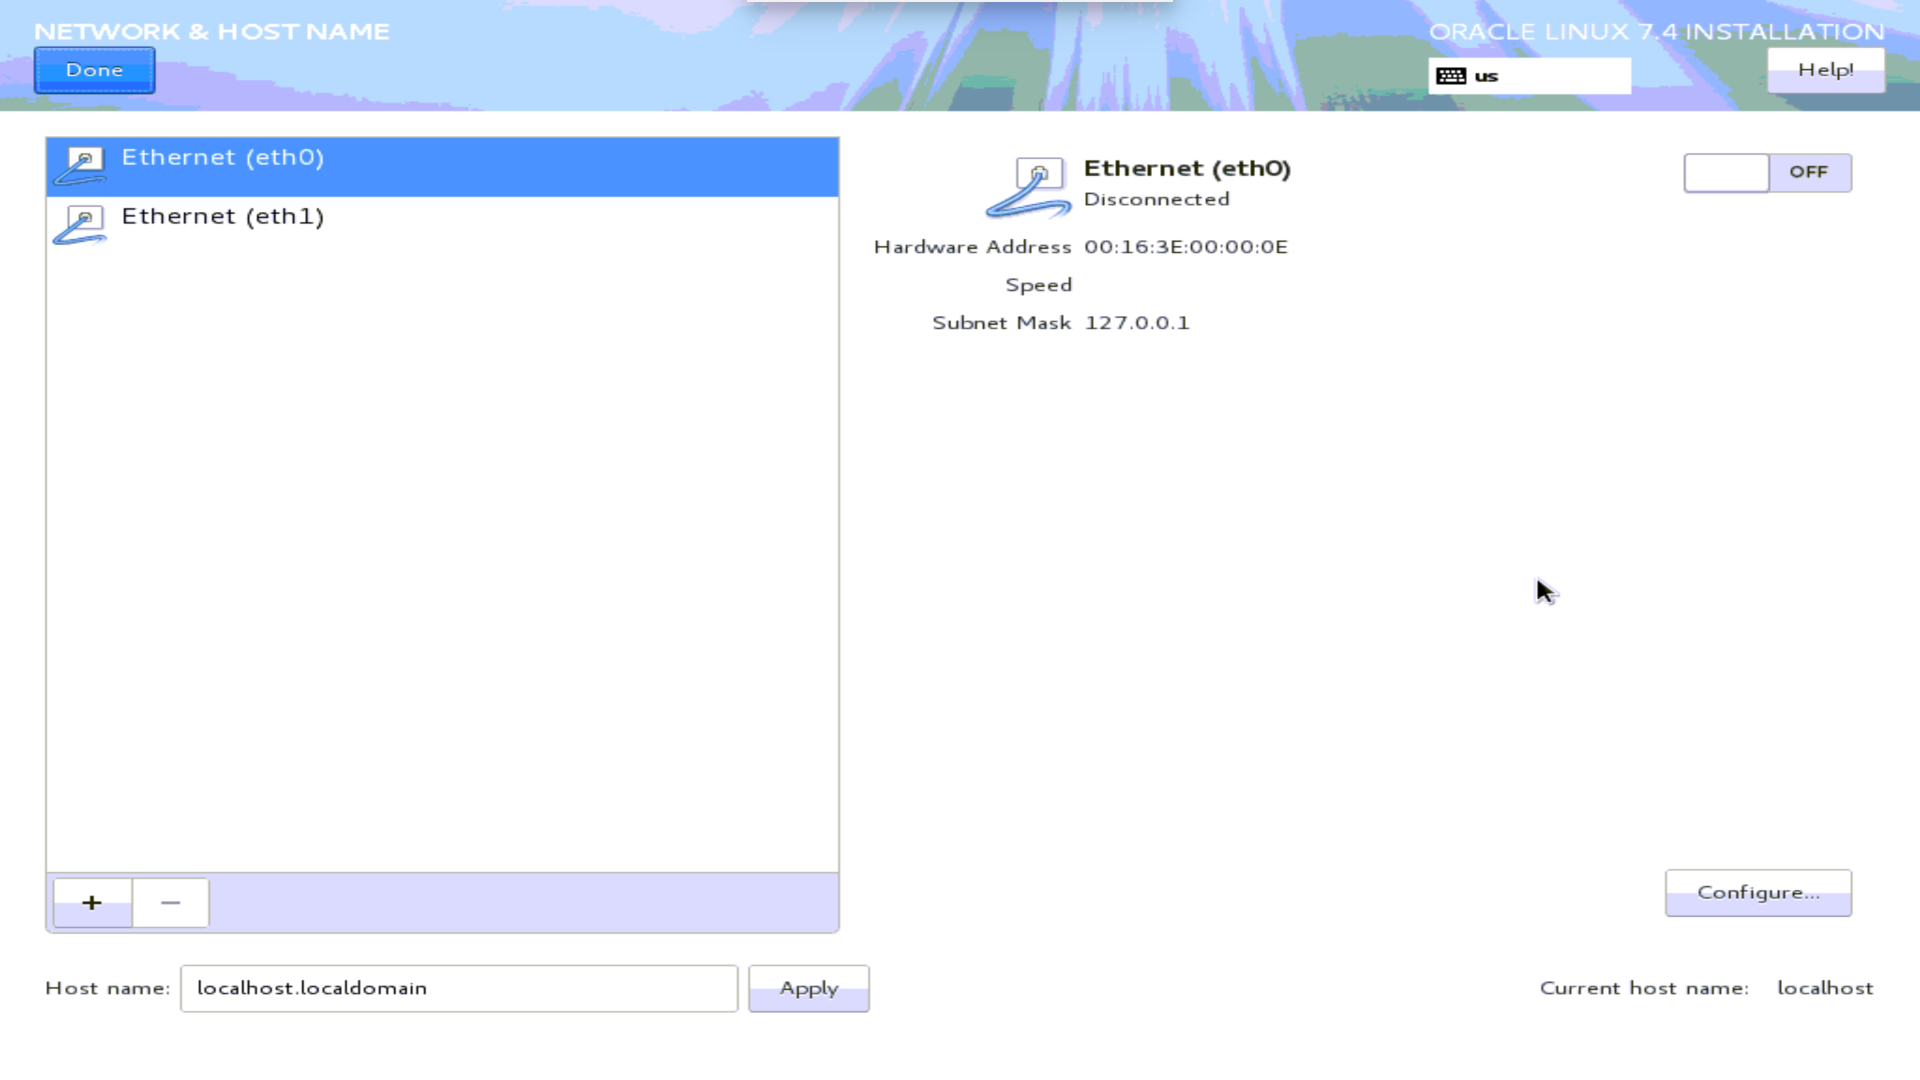 NETWORK & HOST NAME
ORACLE LINUX 7.4 INSTALLATION
Done
us
Help!
Ethernet (eth0)
Ethernet (eth1)
Ethernet (eth0)
Disconnected
OFF
Hardware Address 00:16:3E:00:00:0E
Speed
Subnet Mask 127.0.0.1
+
−
Configure...
Host name: localhost.localdomain
Apply
Current host name: localhost